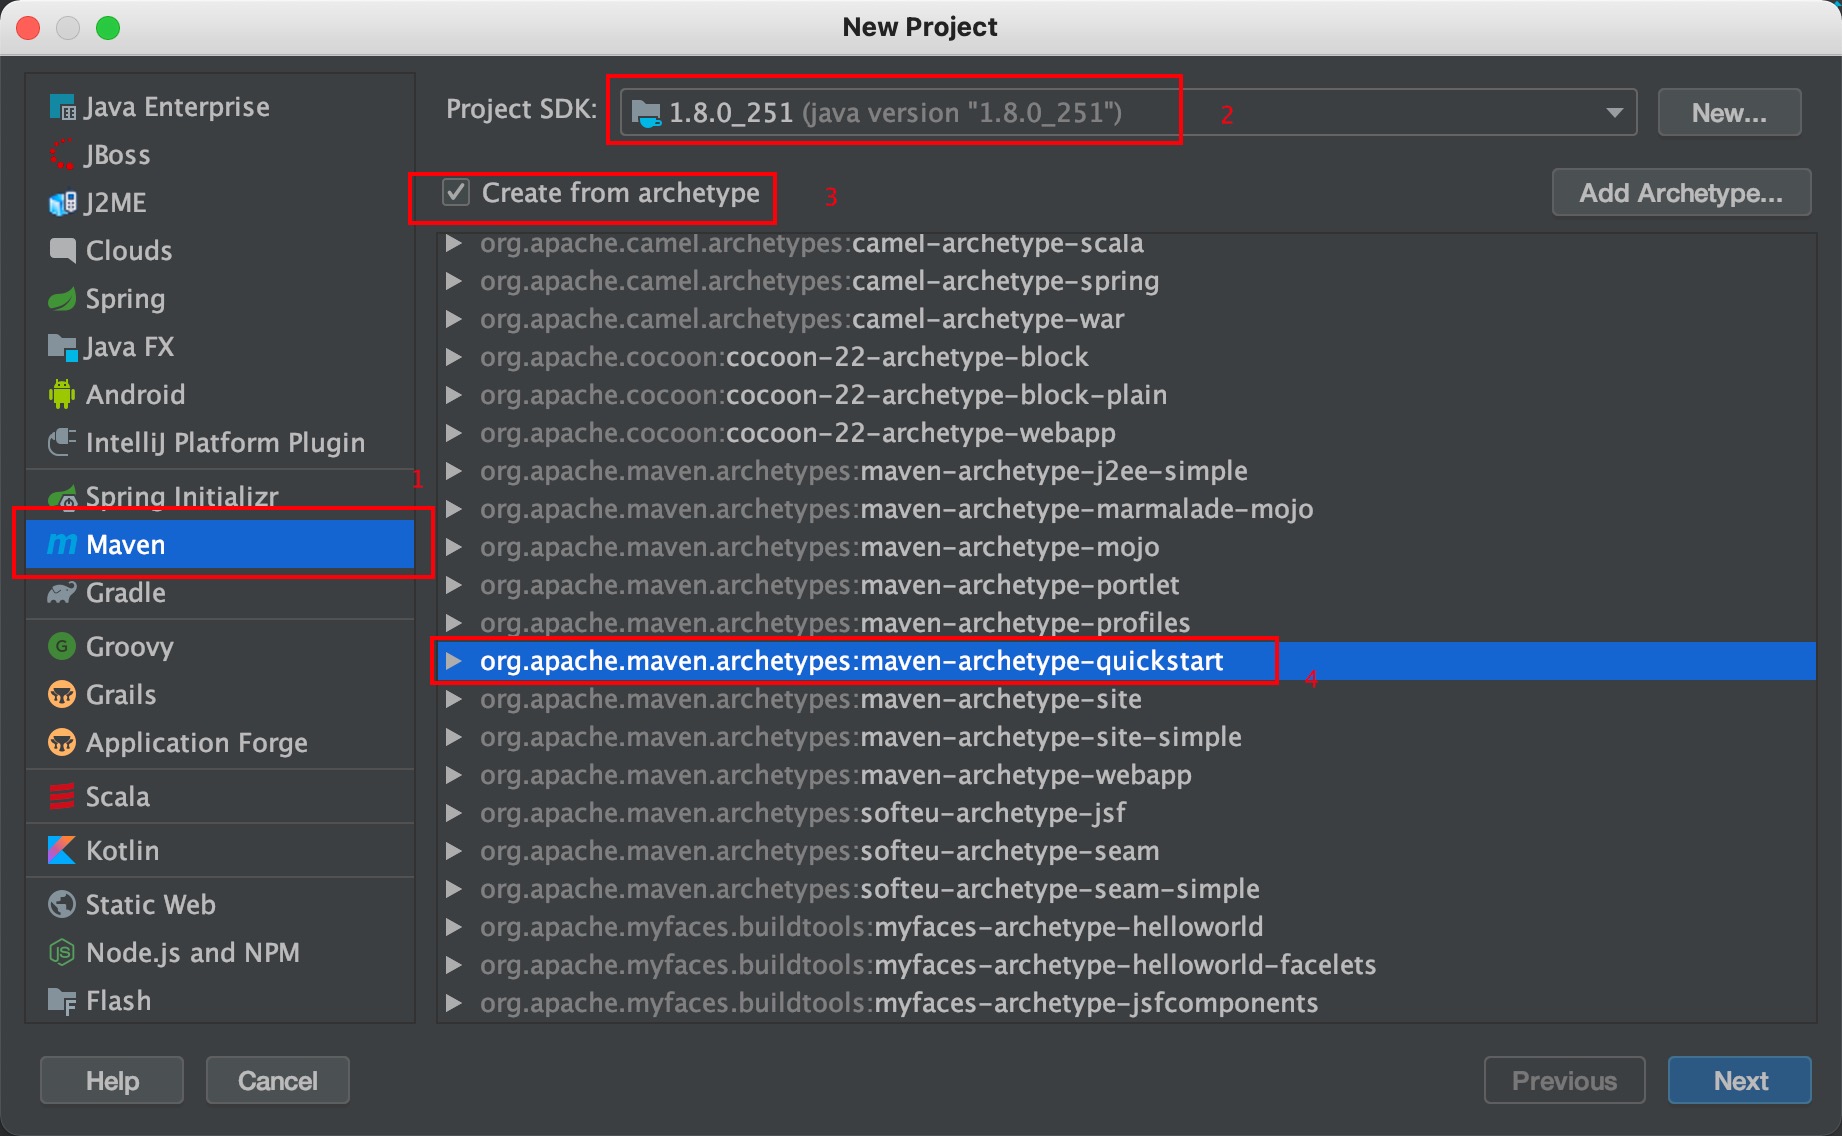 New Project
Java Enterprise
JBoss
J2ME
Clouds
Spring
Java FX
Android
IntelliJ Platform Plugin
1
Spring Initializr
Maven
Gradle
Groovy
Grails
Application Forge
Scala
Kotlin
Static Web
Node.js and NPM
Flash
Project SDK: 1.8.0_251 (java version "1.8.0_251") 2 New...
Create from archetype 3 Add Archetype...
org.apache.camel.archetypes:camel-archetype-scala
org.apache.camel.archetypes:camel-archetype-spring
org.apache.camel.archetypes:camel-archetype-war
org.apache.cocoon:cocoon-22-archetype-block
org.apache.cocoon:cocoon-22-archetype-block-plain
org.apache.cocoon:cocoon-22-archetype-webapp
org.apache.maven.archetypes:maven-archetype-j2ee-simple
org.apache.maven.archetypes:maven-archetype-marmalade-mojo
org.apache.maven.archetypes:maven-archetype-mojo
org.apache.maven.archetypes:maven-archetype-portlet
org.apache.maven.archetypes:maven-archetype-profiles
org.apache.maven.archetypes:maven-archetype-quickstart 4
org.apache.maven.archetypes:maven-archetype-site
org.apache.maven.archetypes:maven-archetype-site-simple
org.apache.maven.archetypes:maven-archetype-webapp
org.apache.maven.archetypes:softeu-archetype-jsf
org.apache.maven.archetypes:softeu-archetype-seam
org.apache.maven.archetypes:softeu-archetype-seam-simple
org.apache.myfaces.buildtools:myfaces-archetype-helloworld
org.apache.myfaces.buildtools:myfaces-archetype-helloworld-facelets
org.apache.myfaces.buildtools:myfaces-archetype-jsfcomponents
Help Cancel Previous Next